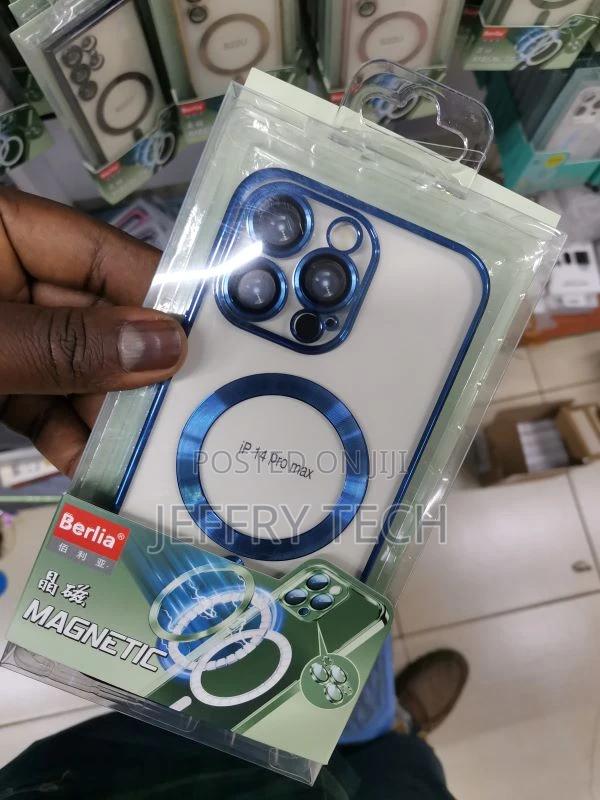 iP 14 Pro max
POSTED ON JIJI
JEFFRY TECH
Berlia®
佰利亚
晶磁
MAGNETIC